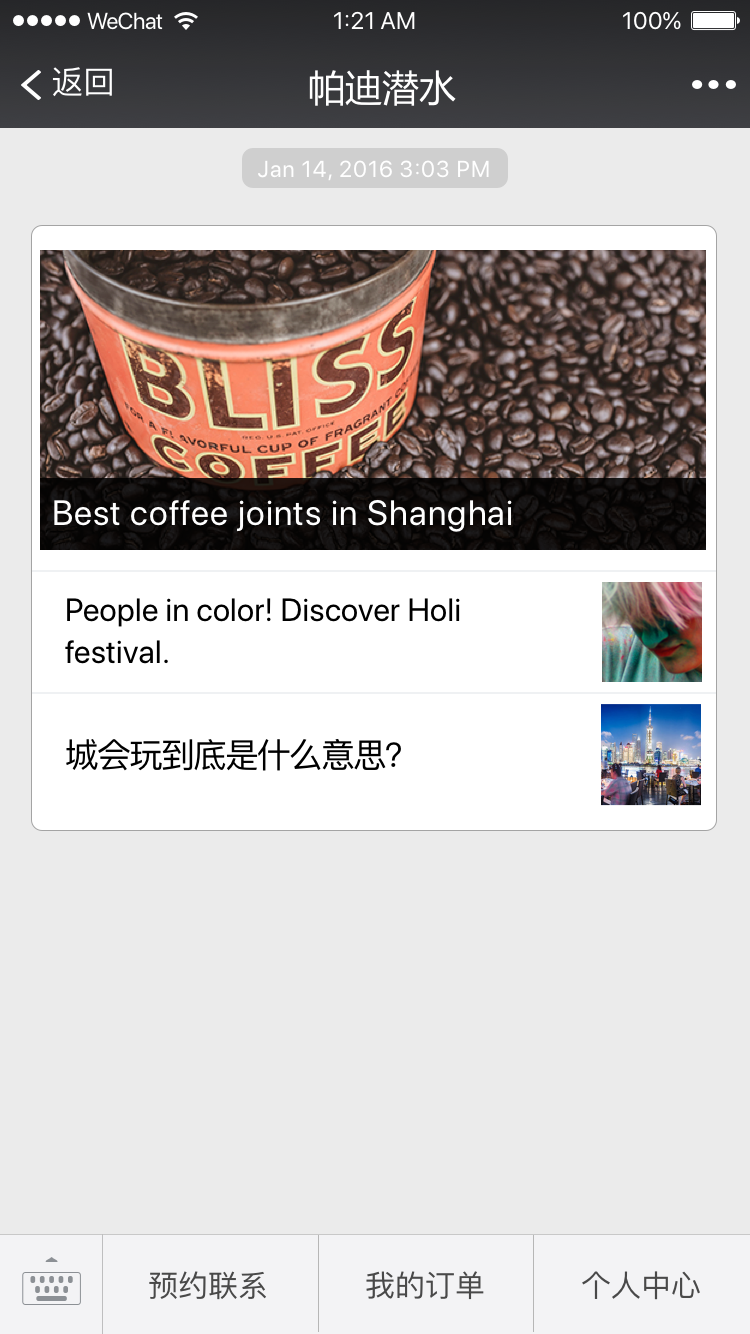 WeChat 1:21 AM 100%
返回 帕迪潜水
Jan 14, 2016 3:03 PM
BLISS
REG. U.S. PAT. OFFICE
FLAVORFUL CUP OF FRAGRANT
COFFEE
Best coffee joints in Shanghai
People in color! Discover Holi
festival.
城会玩到底是什么意思?
预约联系 我的订单 个人中心